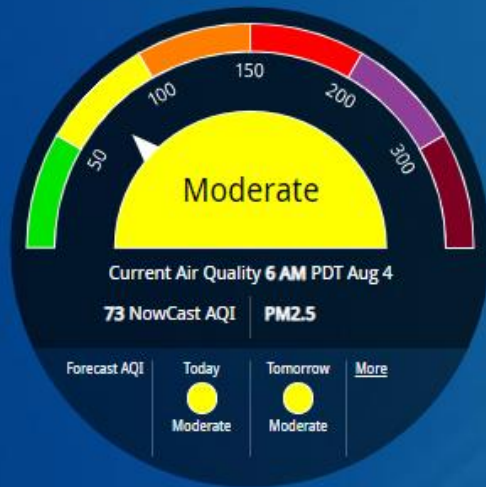 50
100
150
200
300
Moderate
Current Air Quality 6 AM PDT Aug 4
73 NowCast AQI
PM2.5
Forecast AQI
Today
Moderate
Tomorrow
Moderate
More